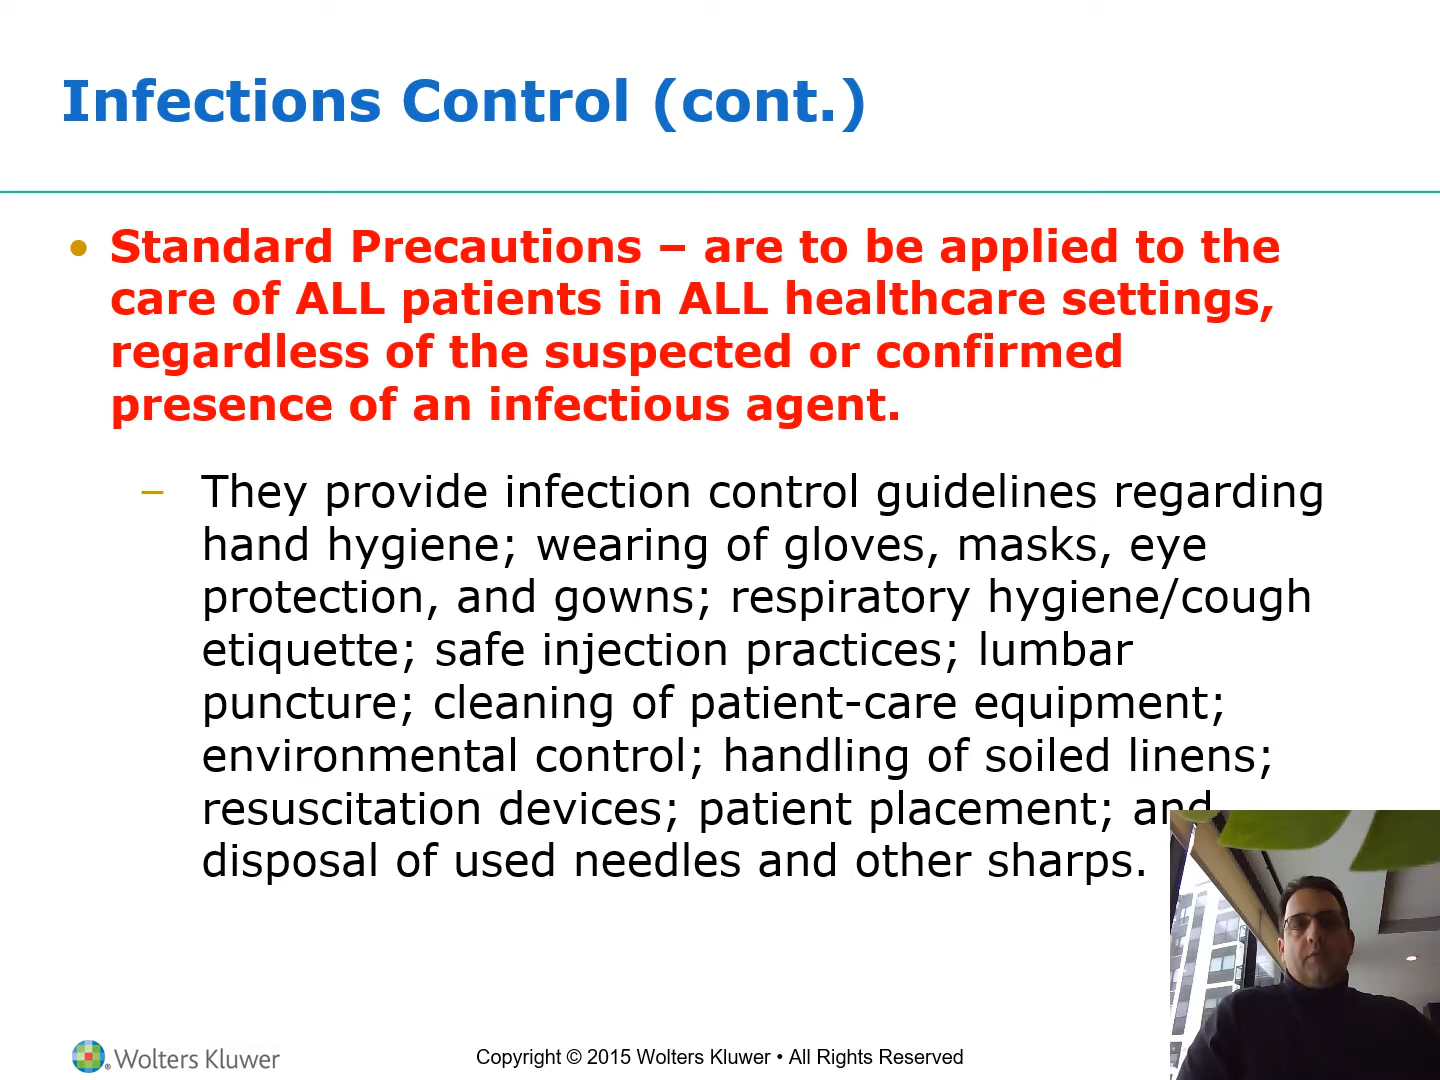 Infections Control (cont.)
• Standard Precautions – are to be applied to the
care of ALL patients in ALL healthcare settings,
regardless of the suspected or confirmed
presence of an infectious agent.
– They provide infection control guidelines regarding
hand hygiene; wearing of gloves, masks, eye
protection, and gowns; respiratory hygiene/cough
etiquette; safe injection practices; lumbar
puncture; cleaning of patient-care equipment;
environmental control; handling of soiled linens;
resuscitation devices; patient placement; and
disposal of used needles and other sharps.
Wolters Kluwer
Copyright © 2015 Wolters Kluwer • All Rights Reserved